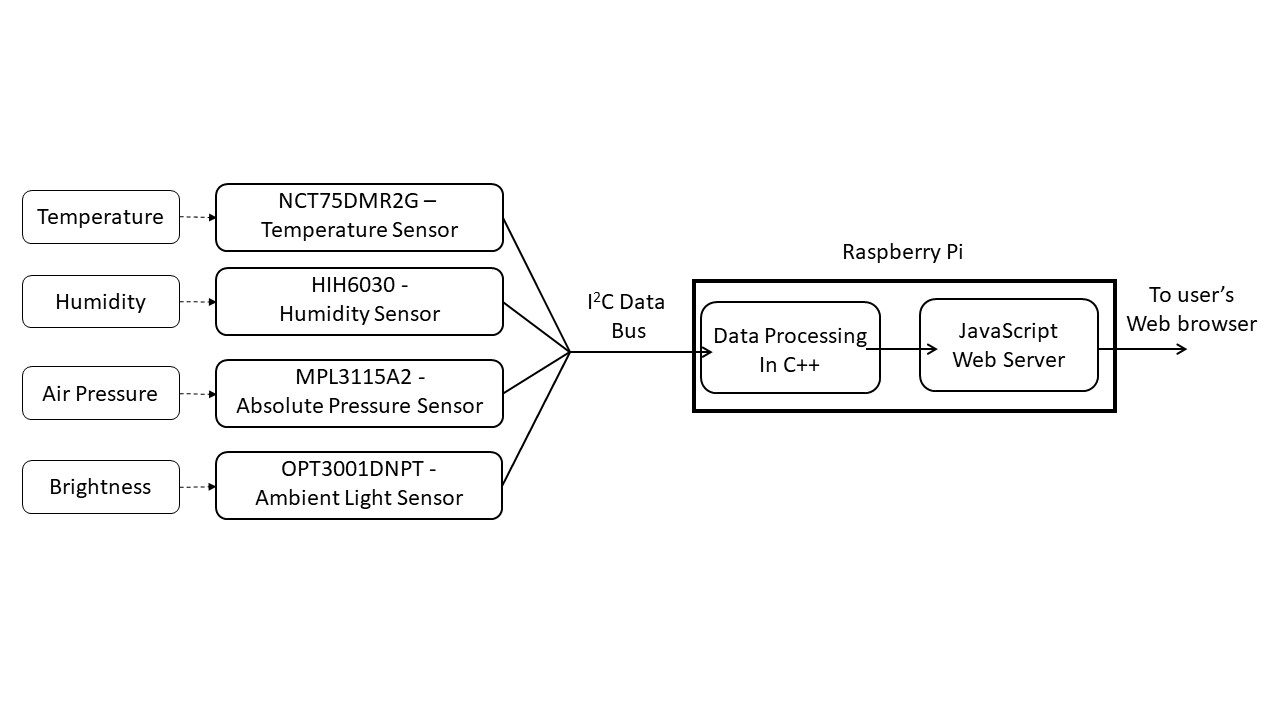 Temperature
NCT75DMR2G –
Temperature Sensor
Humidity
HIH6030 -
Humidity Sensor
Air Pressure
MPL3115A2 -
Absolute Pressure Sensor
Brightness
OPT3001DNPT -
Ambient Light Sensor
I²C Data
Bus
Raspberry Pi
Data Processing
In C++
JavaScript
Web Server
To user’s
Web browser